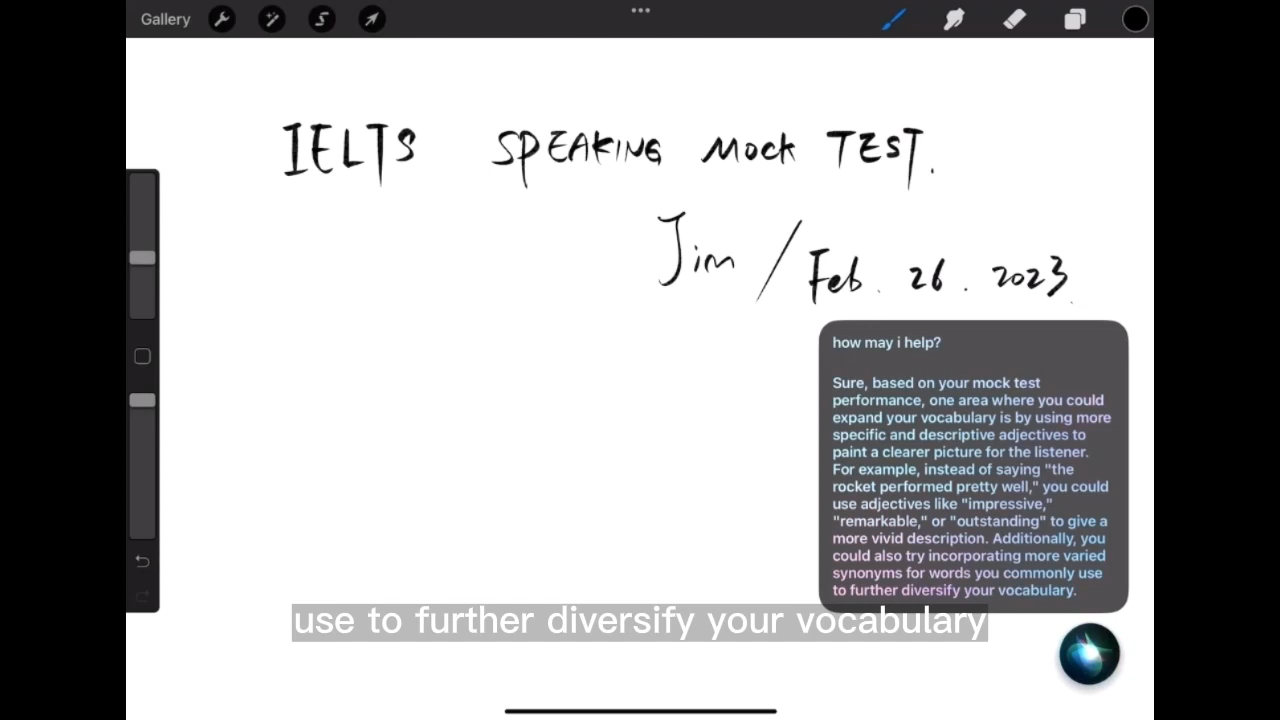 Gallery
IELTS SPEAKING MOCK TEST.
Jim / Feb. 26. 2023.
how may i help?
Sure, based on your mock test
performance, one area where you could
expand your vocabulary is by using more
specific and descriptive adjectives to
paint a clearer picture for the listener.
For example, instead of saying "the
rocket performed pretty well," you could
use adjectives like "impressive,"
"remarkable," or "outstanding" to give a
more vivid description. Additionally, you
could also try incorporating more varied
synonyms for words you commonly use
to further diversify your vocabulary.
use to further diversify your vocabulary